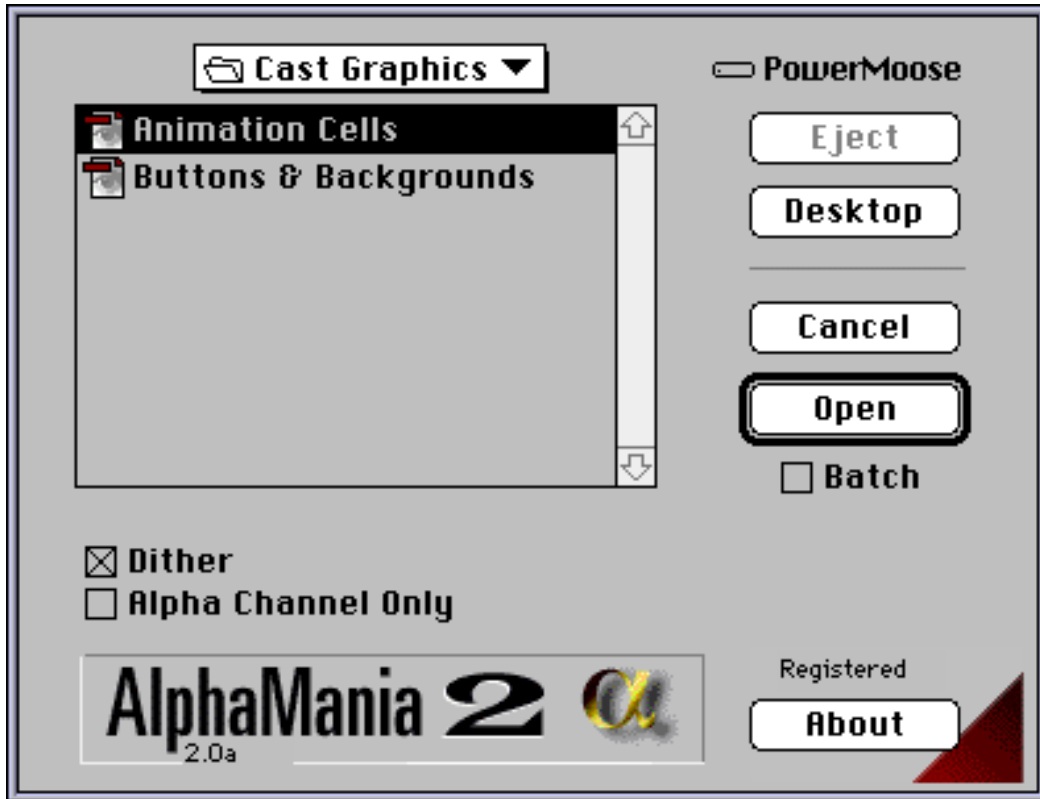 Cast Graphics
PowerMoose
Animation Cells
Buttons & Backgrounds
Eject
Desktop
Cancel
Open
Batch
Dither
Alpha Channel Only
AlphaMania 2 α
2.0a
Registered
About